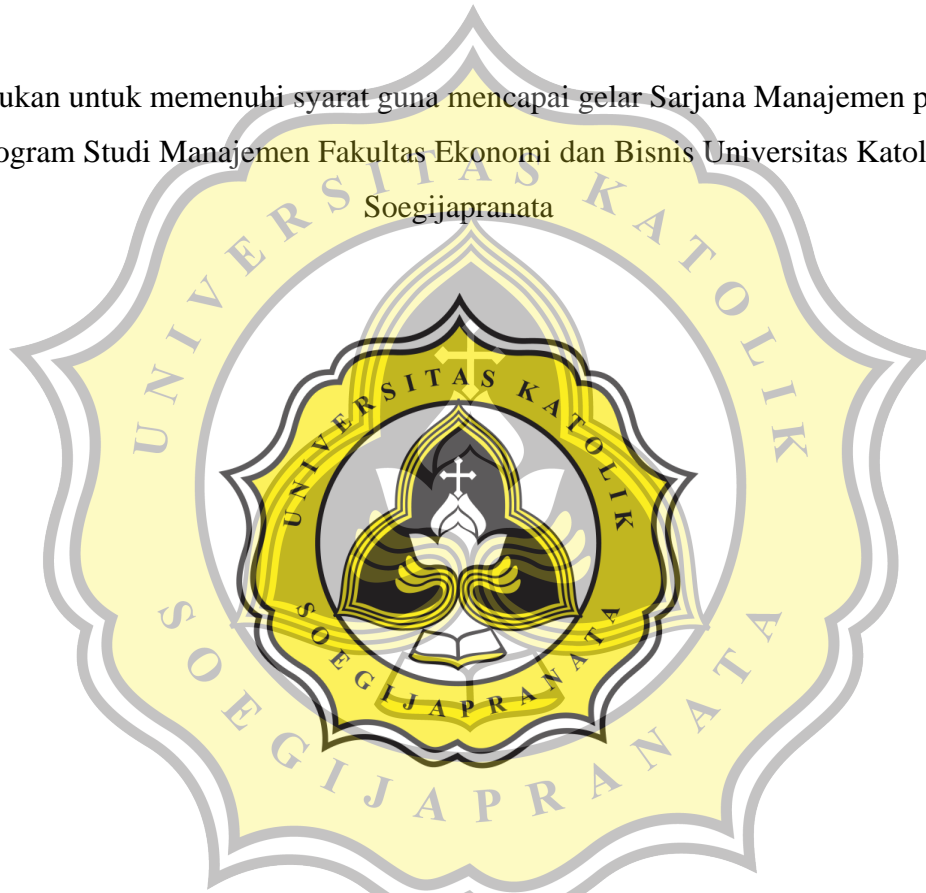 ukan untuk memenuhi syarat guna mencapai gelar Sarjana Manajemen p
ogram Studi Manajemen Fakultas Ekonomi dan Bisnis Universitas Katol
Soegijapranata
UNIVERSITAS KATOLIK
SOEGIJAPRANATA
UNIVERSITAS KATOLIK
SOEGIJAPRANATA